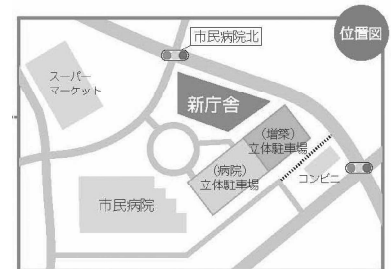 位置図
市民病院北
スーパー
マーケット
新庁舎
(増築)
立体駐車場
(病院)
立体駐車場
コンビニ
市民病院